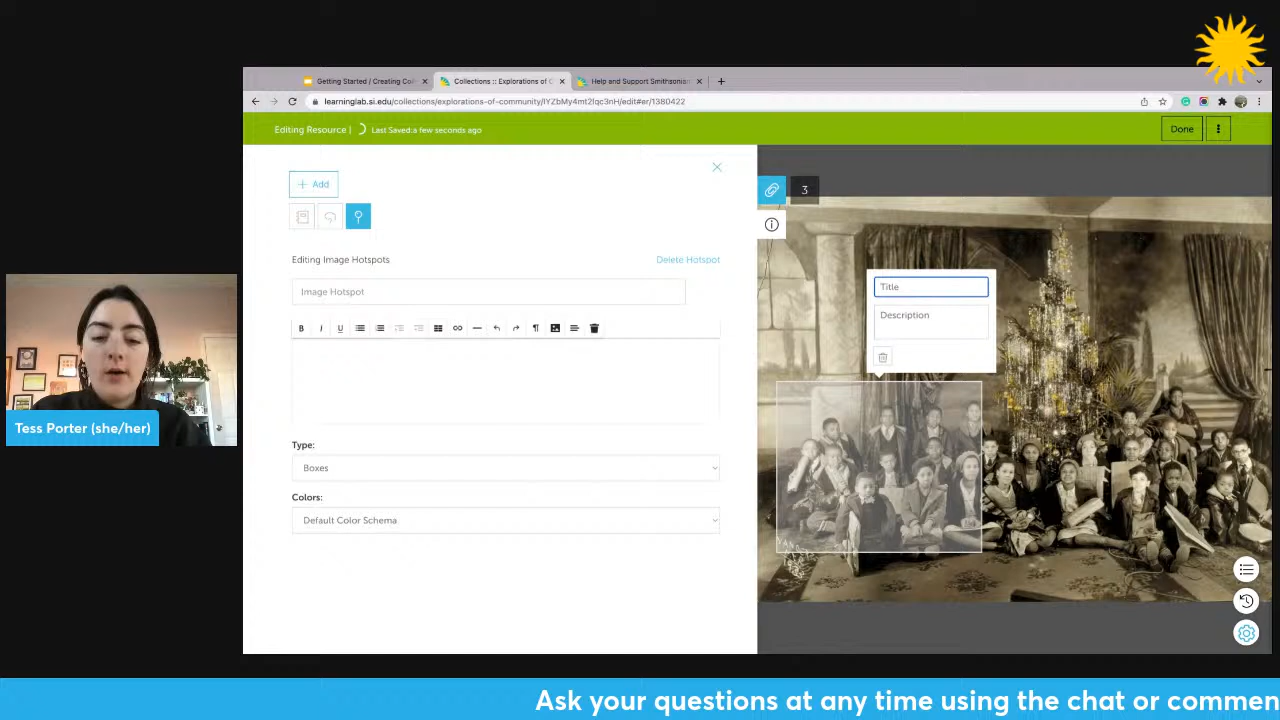 Getting Started / Creating Coll
Collections :: Explorations of C
Help and Support Smithsonian
learninglab.si.edu/collections/explorations-of-community/IYZbMy4mt2lqc3nH/edit#er/1380422
Editing Resource |
Last Saved:a few seconds ago
Done
+ Add
3
Editing Image Hotspots
Delete Hotspot
Image Hotspot
B I U
Title
Description
Type:
Boxes
Colors:
Default Color Schema
Tess Porter (she/her)
Ask your questions at any time using the chat or commen